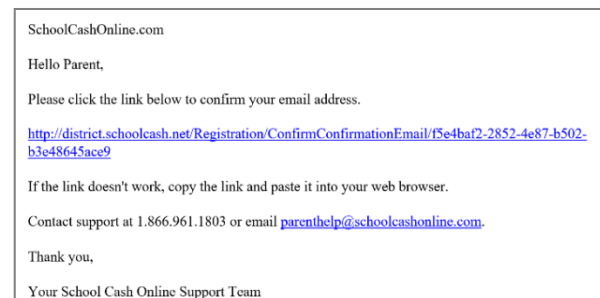 SchoolCashOnline.com
Hello Parent,
Please click the link below to confirm your email address.
http://district.schoolcash.net/Registration/ConfirmConfirmationEmail/f5e4baf2-2852-4e87-b502-
b3e48645ace9
If the link doesn't work, copy the link and paste it into your web browser.
Contact support at 1.866.961.1803 or email parenthelp@schoolcashonline.com.
Thank you,
Your School Cash Online Support Team